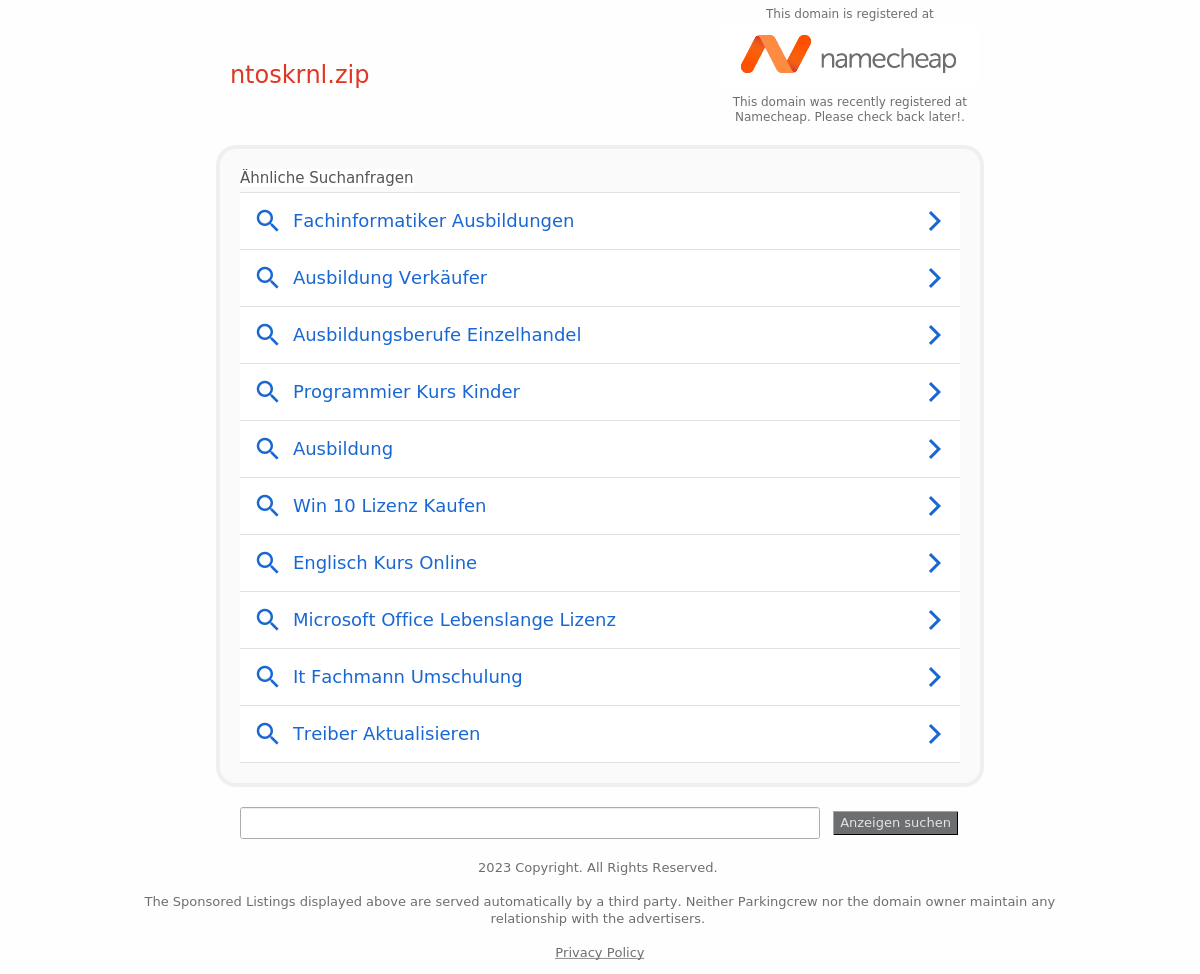 This domain is registered at
namecheap
ntoskrnl.zip
This domain was recently registered at
Namecheap. Please check back later!.
Ähnliche Suchanfragen
Fachinformatiker Ausbildungen
Ausbildung Verkäufer
Ausbildungsberufe Einzelhandel
Programmier Kurs Kinder
Ausbildung
Win 10 Lizenz Kaufen
Englisch Kurs Online
Microsoft Office Lebenslange Lizenz
It Fachmann Umschulung
Treiber Aktualisieren
Anzeigen suchen
2023 Copyright. All Rights Reserved.
The Sponsored Listings displayed above are served automatically by a third party. Neither Parkingcrew nor the domain owner maintain any
relationship with the advertisers.
Privacy Policy